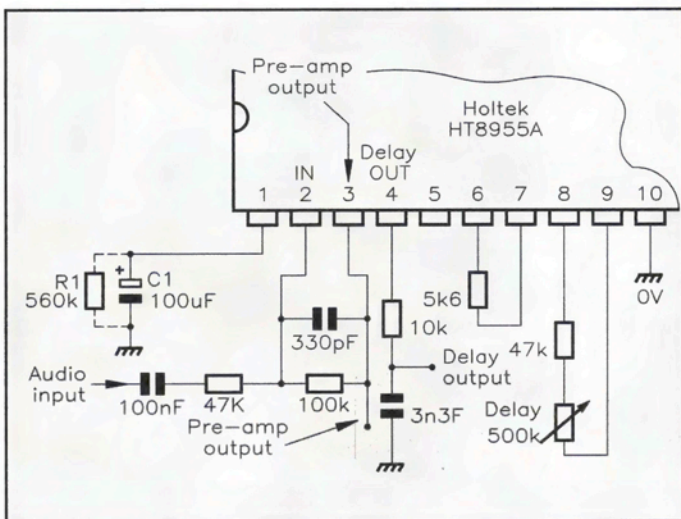 Pre-amp
output
Holtek
HT8955A
Delay
OUT
IN
1 2 3 4 5 6 7 8 9 10
R1
560k
+
C1
100uF
0V
5k6
330pF
10k
47k
Audio
input
100nF
47K
100k
Delay
output
3n3F
Delay
500k
Pre-amp
output